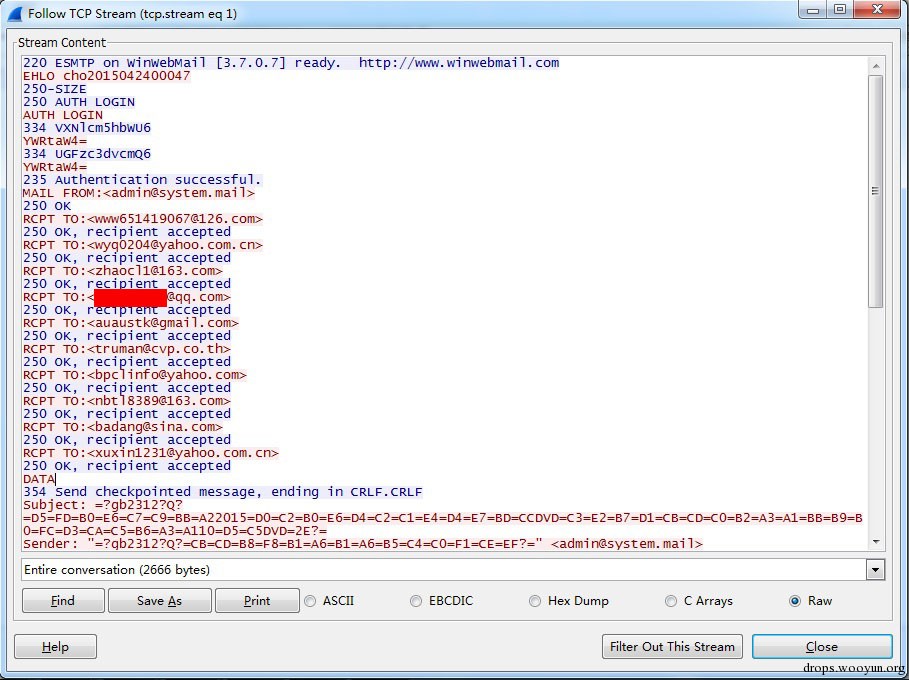 Follow TCP Stream (tcp.stream eq 1)
Stream Content
220 ESMTP on WinWebMail [3.7.0.7] ready.  http://www.winwebmail.com
EHLO cho2015042400047
250-SIZE
250 AUTH LOGIN
AUTH LOGIN
334 VXNlcm5hbWU6
YWRtaW4=
334 UGFzc3dvcmQ6
YWRtaW4=
235 Authentication successful.
MAIL FROM:<admin@system.mail>
250 OK
RCPT TO:<www651419067@126.com>
250 OK, recipient accepted
RCPT TO:<wyq0204@yahoo.com.cn>
250 OK, recipient accepted
RCPT TO:<zhaocl1@163.com>
250 OK, recipient accepted
RCPT TO:<@qq.com>
250 OK, recipient accepted
RCPT TO:<auaustk@gmail.com>
250 OK, recipient accepted
RCPT TO:<truman@cvp.co.th>
250 OK, recipient accepted
RCPT TO:<bpclinfo@yahoo.com>
250 OK, recipient accepted
RCPT TO:<nbtl8389@163.com>
250 OK, recipient accepted
RCPT TO:<badang@sina.com>
250 OK, recipient accepted
RCPT TO:<xuxin1231@yahoo.com.cn>
250 OK, recipient accepted
DATA
354 Send checkpointed message, ending in CRLF.CRLF
Subject: =?gb2312?Q?
=D5=FD=B0=E6=C7=C9=BB=A22015=D0=C2=B0=E6=D4=C2=C1=E4=D4=E7=BD=CCDVD=C3=E2=B7=D1=CB=CD=C0=B2=A3=A1=BB=B9=B
0=FC=D3=CA=C5=B6=A3=A110=D5=C5DVD=2E?=
Sender: "=?gb2312?Q?=CB=CD=B8=F8=B1=A6=B1=A6=B5=C4=C0=F1=CE=EF?=" <admin@system.mail>
Entire conversation (2666 bytes)
Find
Save As
Print
ASCII
EBCDIC
Hex Dump
C Arrays
Raw
Help
Filter Out This Stream
Close
drops.wooyun.org